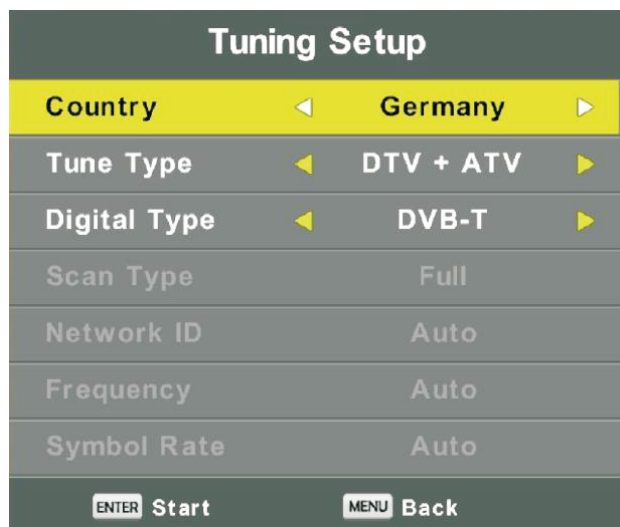 Tuning Setup
Country Germany
Tune Type DTV + ATV
Digital Type DVB-T
Scan Type Full
Network ID Auto
Frequency Auto
Symbol Rate Auto
ENTER Start MENU Back